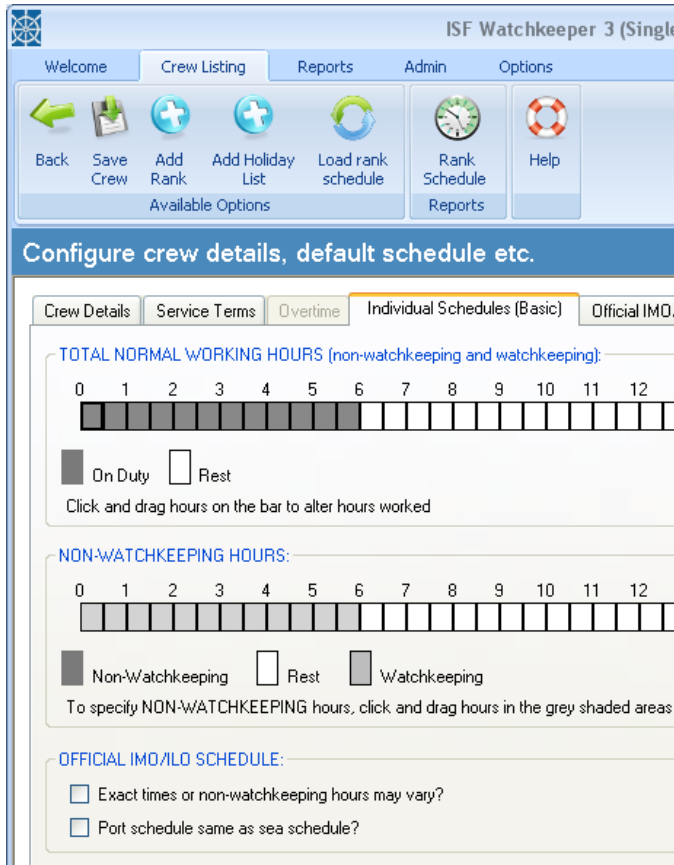 ISF Watchkeeper 3 (Single
Welcome Crew Listing Reports Admin Options
Back Save Crew Add Rank Add Holiday List Load rank schedule Rank Schedule Help
Available Options Reports
Configure crew details, default schedule etc.
Crew Details Service Terms Overtime Individual Schedules (Basic) Official IMO
TOTAL NORMAL WORKING HOURS (non-watchkeeping and watchkeeping):
0 1 2 3 4 5 6 7 8 9 10 11 12
On Duty Rest
Click and drag hours on the bar to alter hours worked
NON-WATCHKEEPING HOURS:
0 1 2 3 4 5 6 7 8 9 10 11 12
Non-Watchkeeping Rest Watchkeeping
To specify NON-WATCHKEEPING hours, click and drag hours in the grey shaded areas
OFFICIAL IMO/ILO SCHEDULE:
Exact times or non-watchkeeping hours may vary?
Port schedule same as sea schedule?